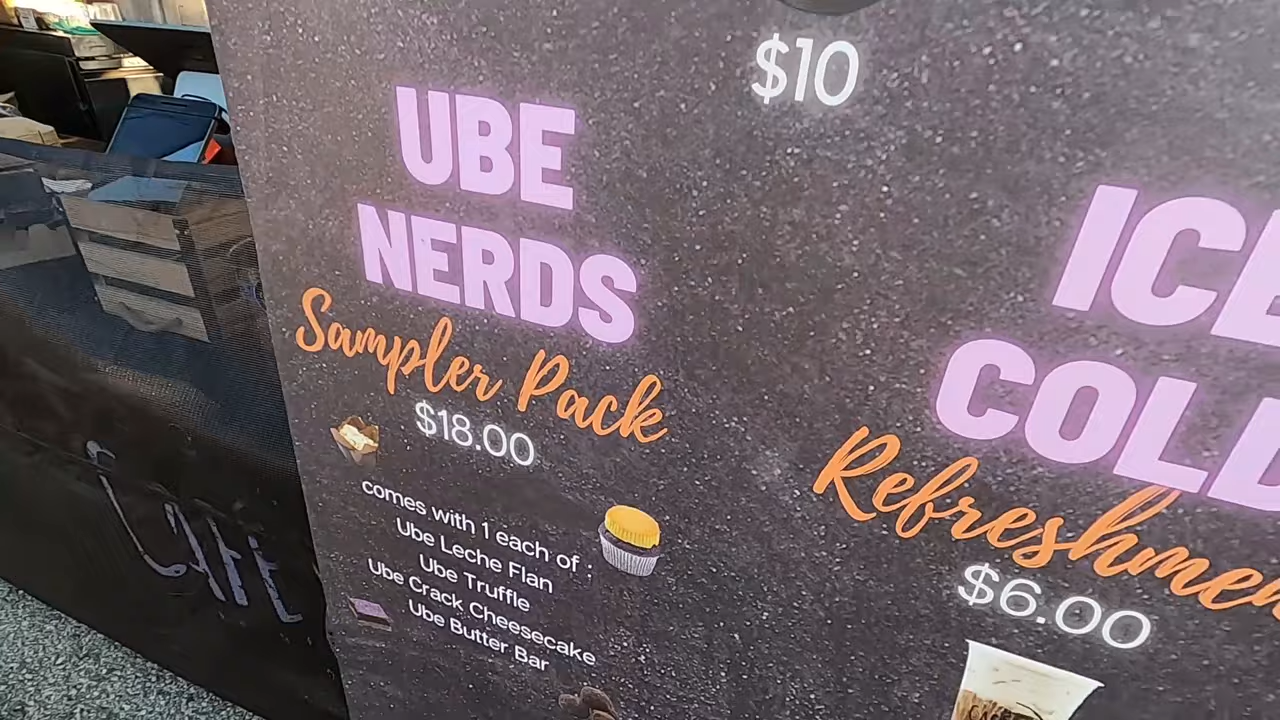 $10
UBE
NERDS
Sampler Pack
$18.00
comes with 1 each of :
Ube Leche Flan
Ube Truffle
Ube Crack Cheesecake
Ube Butter Bar
ICE
COLD
$6.00
CAFE